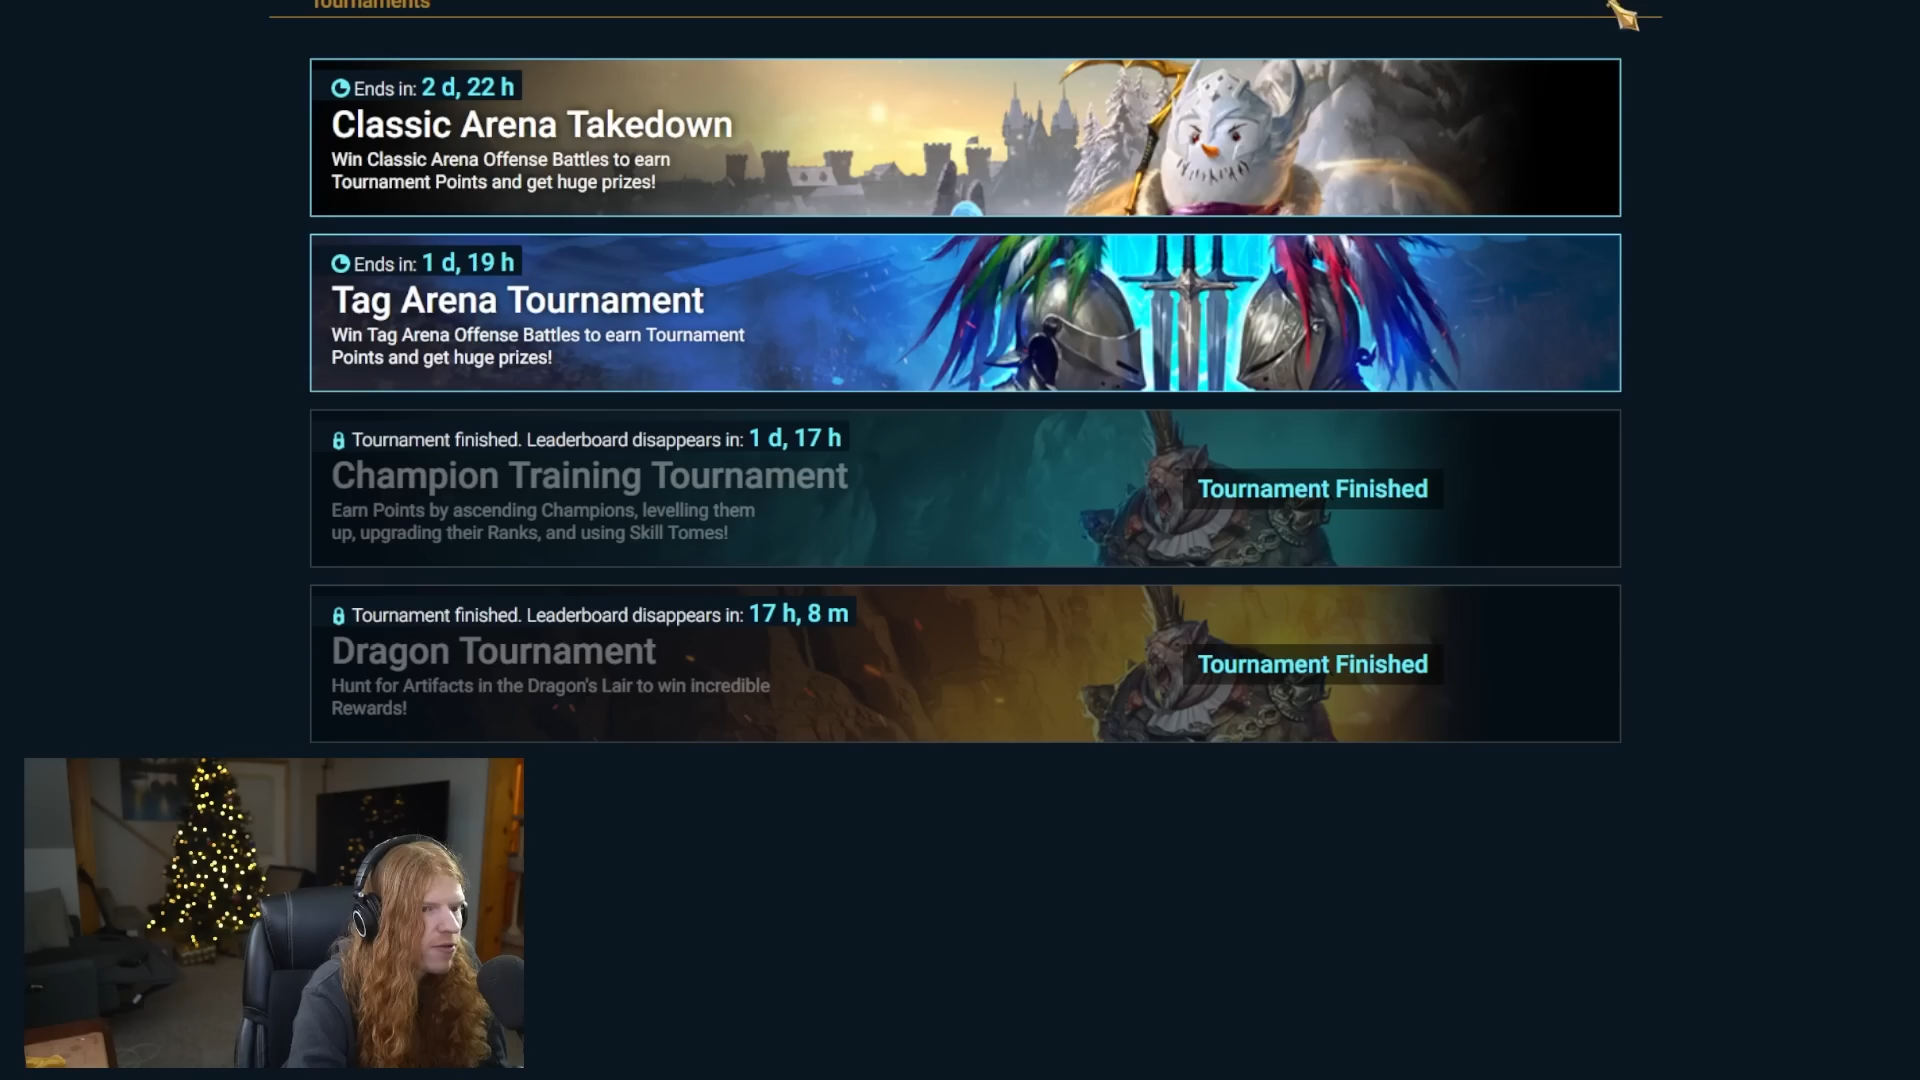 Tournaments
Ends in: 2 d, 22 h
Classic Arena Takedown
Win Classic Arena Offense Battles to earn
Tournament Points and get huge prizes!
Ends in: 1 d, 19 h
Tag Arena Tournament
Win Tag Arena Offense Battles to earn Tournament
Points and get huge prizes!
Tournament finished. Leaderboard disappears in: 1 d, 17 h
Champion Training Tournament
Earn Points by ascending Champions, levelling them
up, upgrading their Ranks, and using Skill Tomes!
Tournament Finished
Tournament finished. Leaderboard disappears in: 17 h, 8 m
Dragon Tournament
Hunt for Artifacts in the Dragon's Lair to win incredible
Rewards!
Tournament Finished